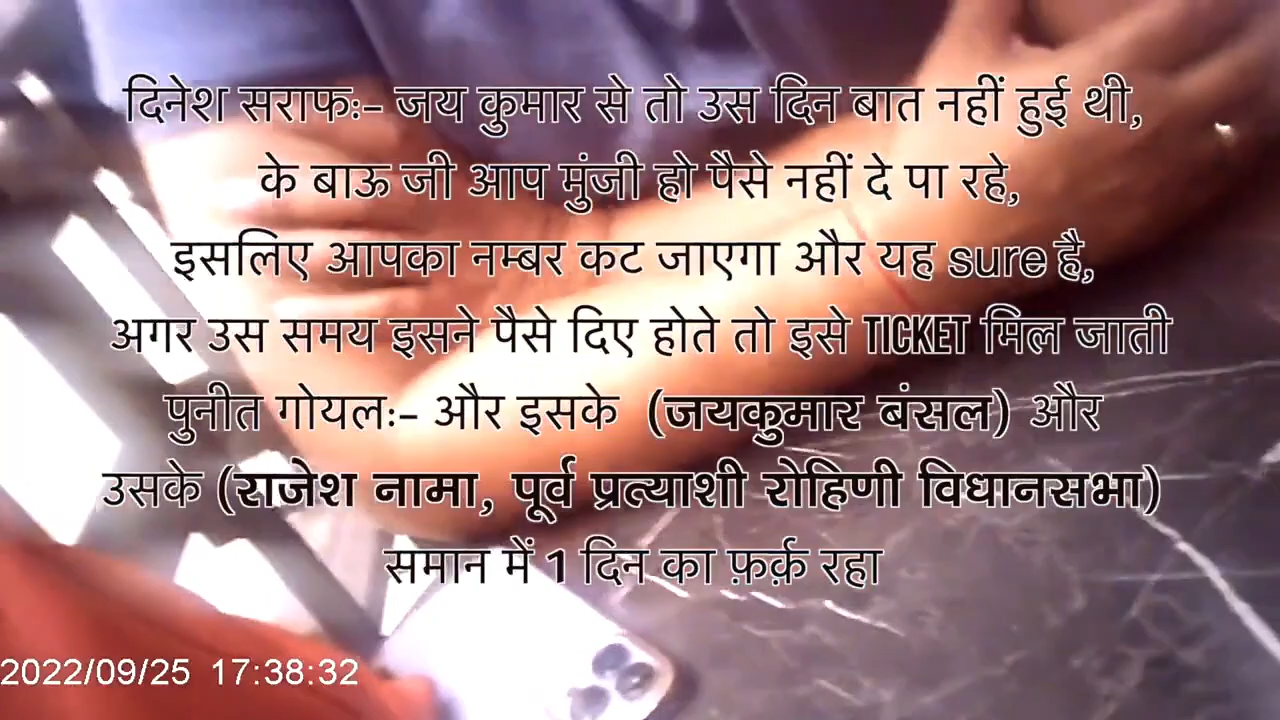 दिनेश सराफः- जय कुमार से तो उस दिन बात नहीं हुई थी,
के बाऊ जी आप मुंजी हो पैसे नहीं दे पा रहे,
इसलिए आपका नम्बर कट जाएगा और यह sure है,
अगर उस समय इसने पैसे दिए होते तो इसे TICKET मिल जाती
पुनीत गोयलः- और इसके (जयकुमार बंसल) और
उसके (राजेश नामा, पूर्व प्रत्याशी रोहिणी विधानसभा)
समान में 1 दिन का फ़र्क़ रहा
2022/09/25 17:38:32